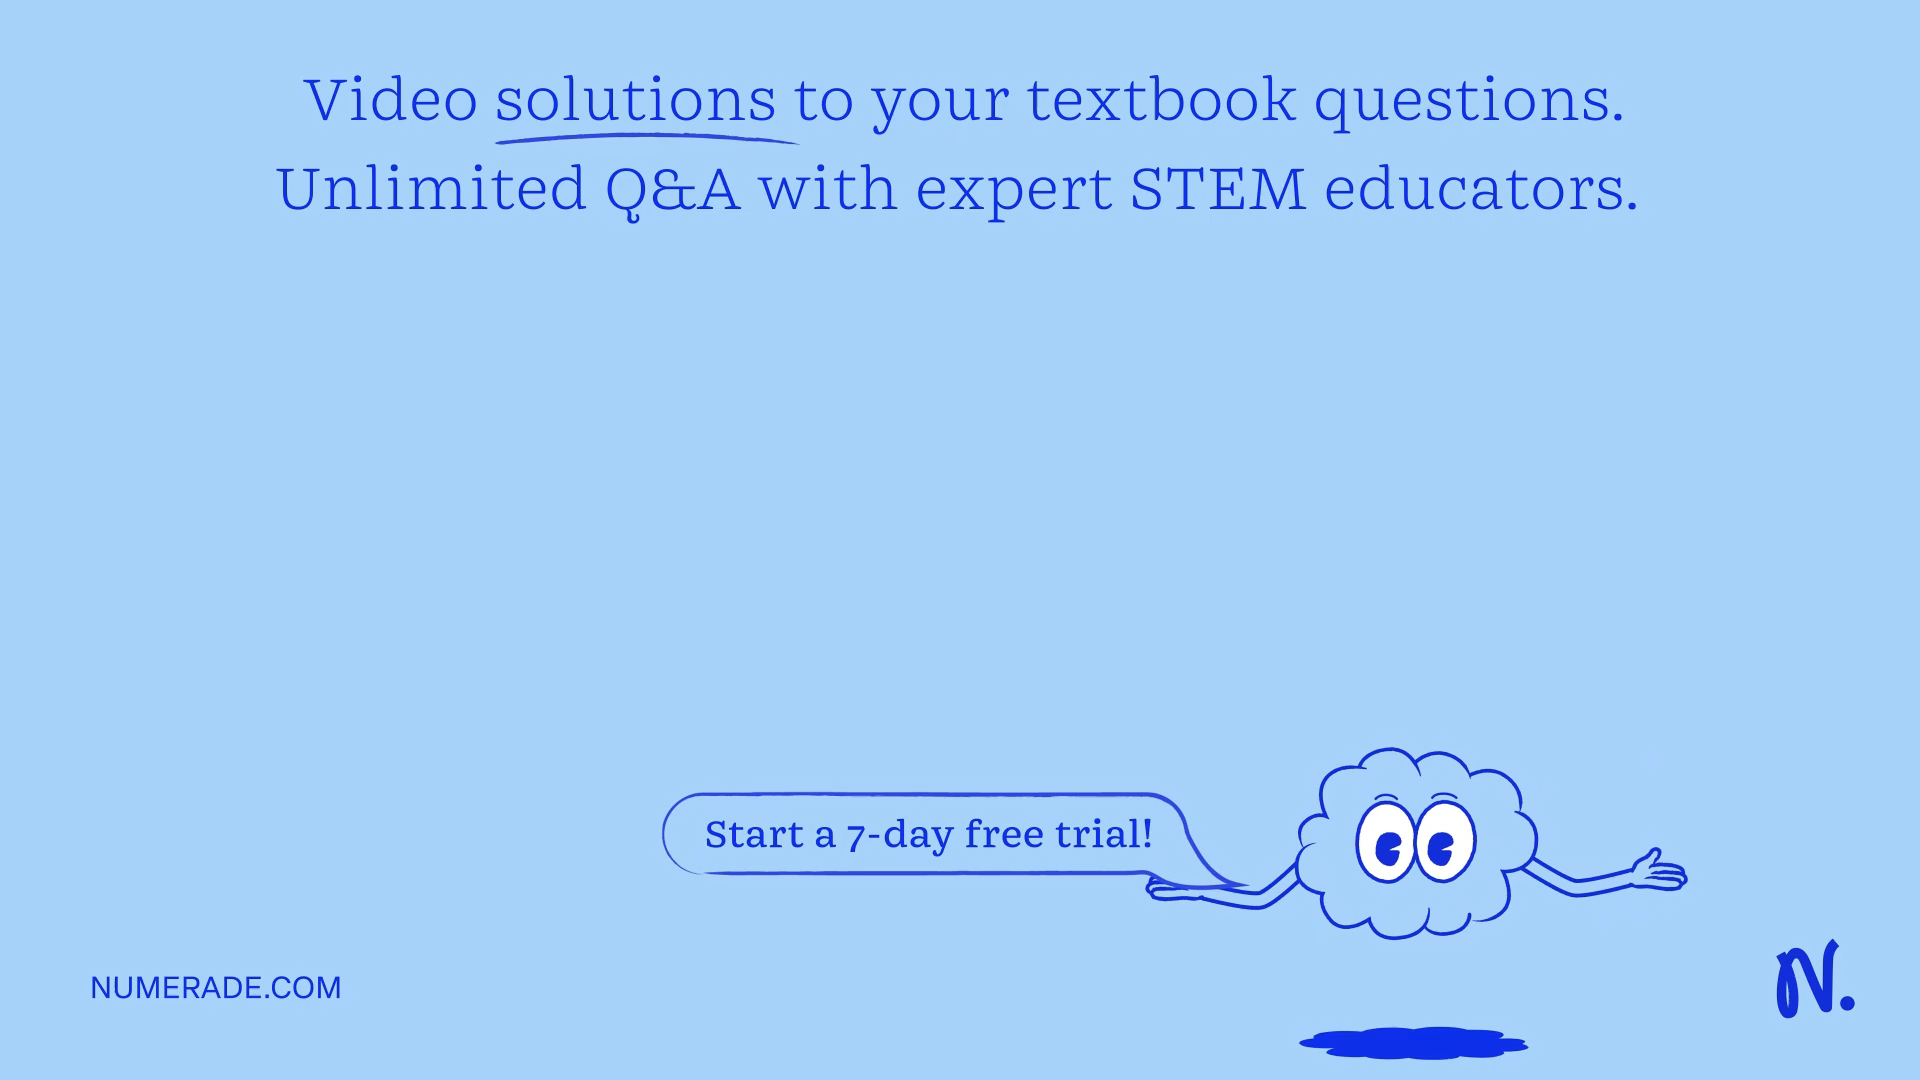 Video solutions to your textbook questions.
Unlimited Q&A with expert STEM educators.
Start a 7-day free trial!
NUMERADE.COM
N.